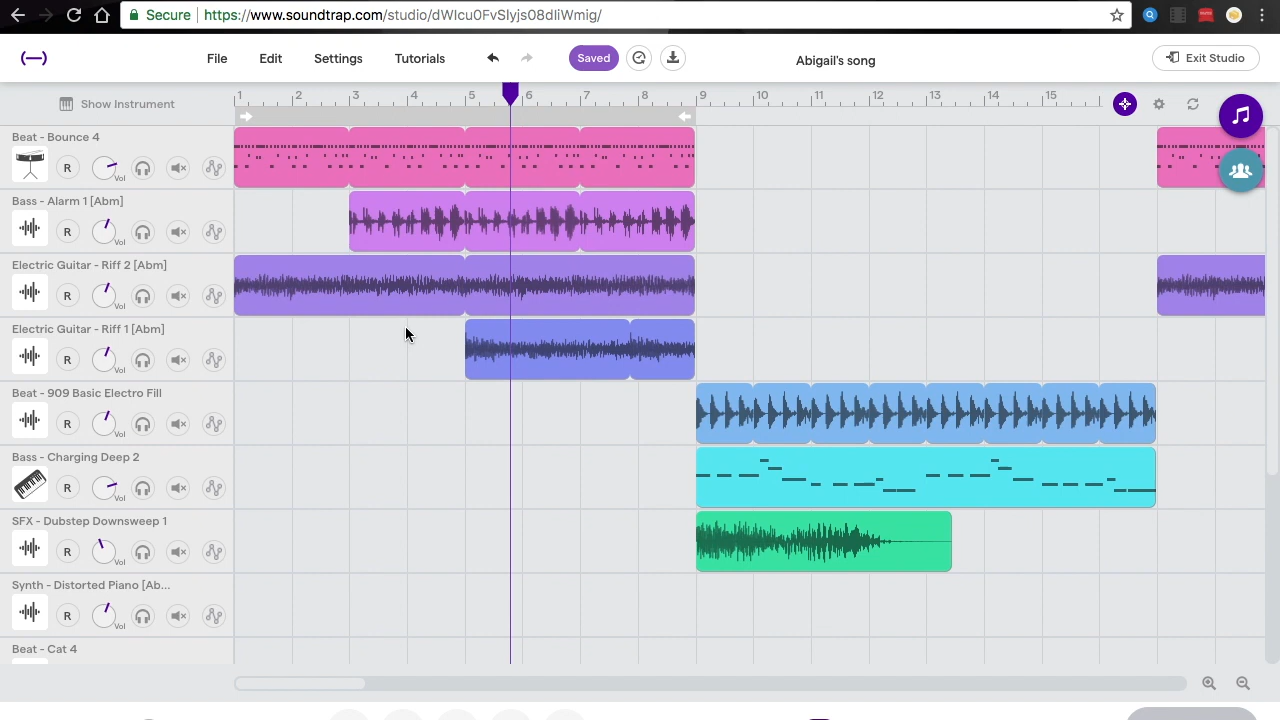 Secure | https://www.soundtrap.com/studio/dWIcu0FvSIyjs08dIiWmig/
File Edit Settings Tutorials Saved Abigail's song Exit Studio
Show Instrument
1 2 3 4 5 6 7 8 9 10 11 12 13 14 15
Beat - Bounce 4
R Vol
Bass - Alarm 1 [Abm]
R Vol
Electric Guitar - Riff 2 [Abm]
R Vol
Electric Guitar - Riff 1 [Abm]
R Vol
Beat - 909 Basic Electro Fill
R Vol
Bass - Charging Deep 2
R Vol
SFX - Dubstep Downsweep 1
R Vol
Synth - Distorted Piano [Ab...
R Vol
Beat - Cat 4